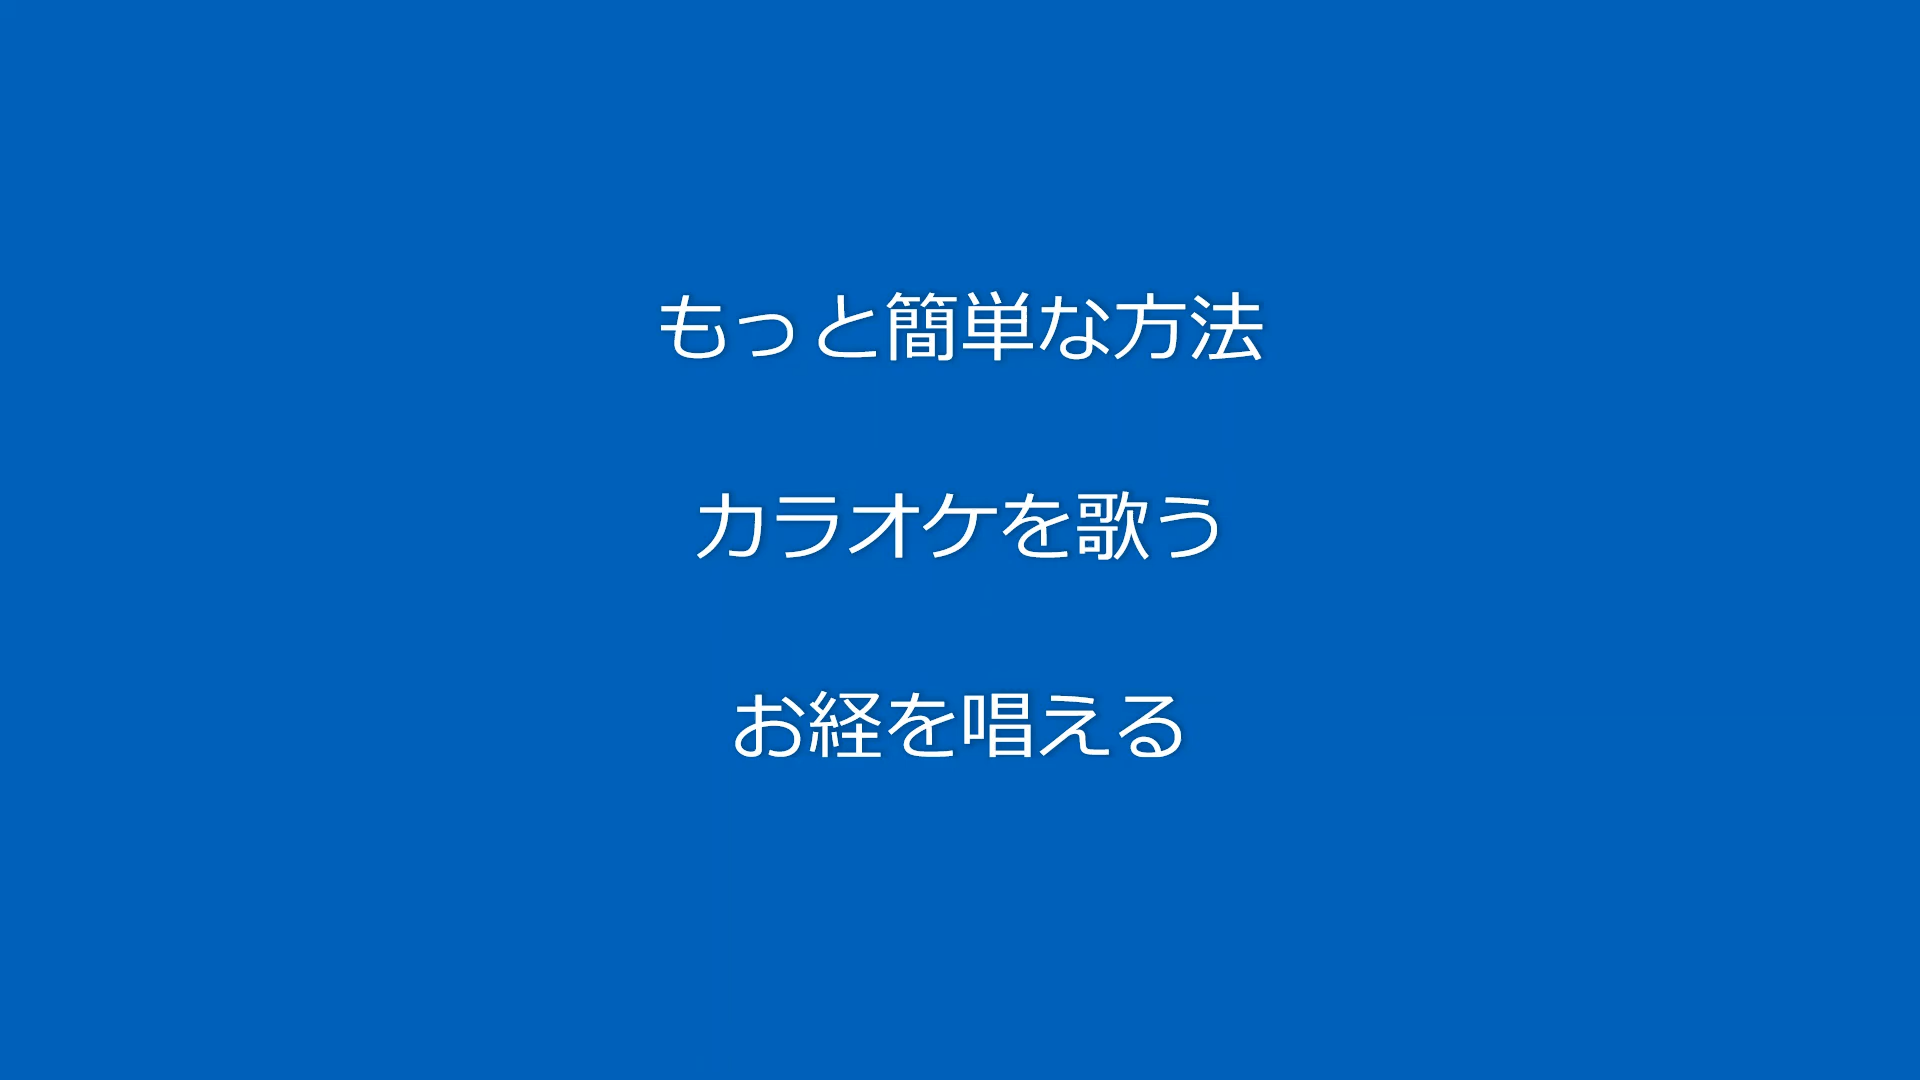 もっと簡単な方法
カラオケを歌う
お経を唱える